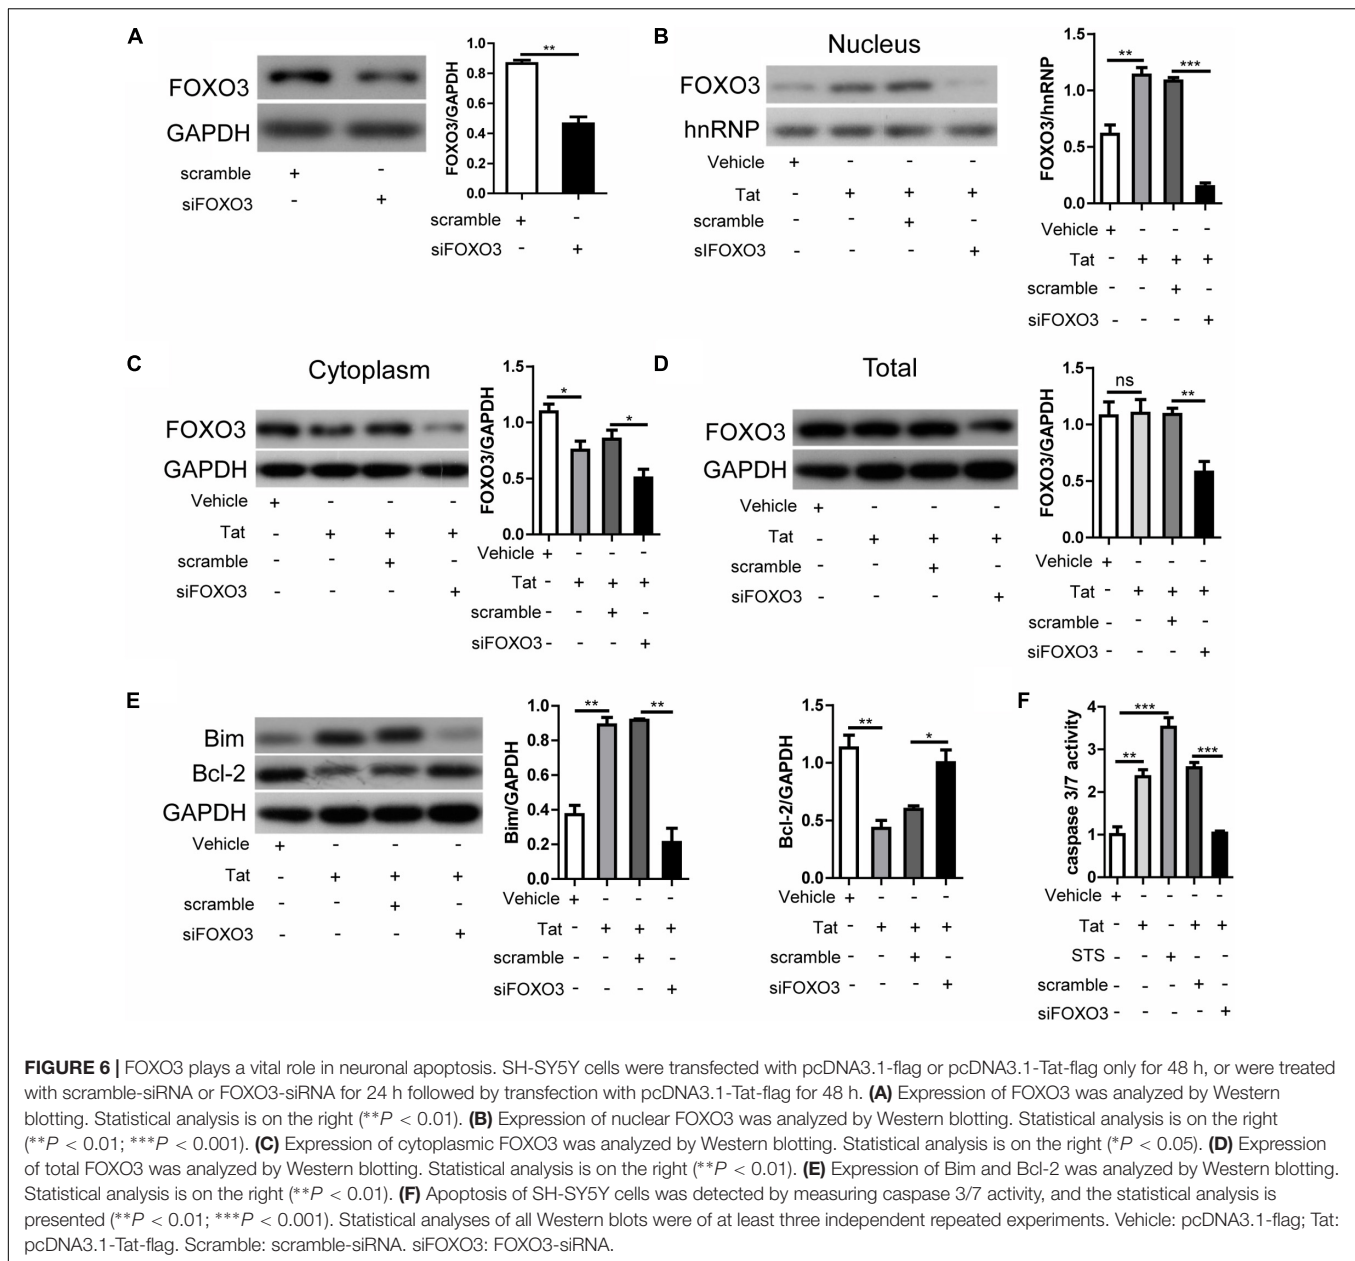 A
FOXO3
GAPDH
scramble + -
siFOXO3 - +
FOXO3/GAPDH
1.0
0.8
0.6
0.4
0.2
0.0
**
scramble + -
siFOXO3 - +
B
Nucleus
FOXO3
hnRNP
Vehicle + - - -
Tat - + + +
scramble - - + -
slFOXO3 - - - +
FOXO3/hnRNP
1.5
1.0
0.5
0.0
** ***
Vehicle + - - -
Tat - + + +
scramble - - + -
siFOXO3 - - - +
C
Cytoplasm
FOXO3
GAPDH
Vehicle + - - -
Tat - + + +
scramble - - + -
siFOXO3 - - - +
FOXO3/GAPDH
1.5
1.0
0.5
0.0
* *
Vehicle + - - -
Tat - + + +
scramble - - + -
siFOXO3 - - - +
D
Total
FOXO3
GAPDH
Vehicle + - - -
Tat - + + +
scramble - - + -
siFOXO3 - - - +
FOXO3/GAPDH
1.5
1.0
0.5
0.0
ns **
Vehicle + - - -
Tat - + + +
scramble - - + -
siFOXO3 - - - +
E
Bim
Bcl-2
GAPDH
Vehicle + - - -
Tat - + + +
scramble - - + -
siFOXO3 - - - +
Bim/GAPDH
1.0
0.8
0.6
0.4
0.2
0.0
** **
Vehicle + - - -
Tat - + + +
scramble - - + -
siFOXO3 - - - +
Bcl-2/GAPDH
1.5
1.0
0.5
0.0
** *
Vehicle + - - -
Tat - + + +
scramble - - + -
siFOXO3 - - - +
F
caspase 3/7 activity
4
3
2
1
0
** *** ***
Vehicle + - - - -
Tat - + - + +
STS - - + - -
scramble - - - + -
siFOXO3 - - - - +
FIGURE 6 | FOXO3 plays a vital role in neuronal apoptosis. SH-SY5Y cells were transfected with pcDNA3.1-flag or pcDNA3.1-Tat-flag only for 48 h, or were treated
with scramble-siRNA or FOXO3-siRNA for 24 h followed by transfection with pcDNA3.1-Tat-flag for 48 h. (A) Expression of FOXO3 was analyzed by Western
blotting. Statistical analysis is on the right (**P < 0.01). (B) Expression of nuclear FOXO3 was analyzed by Western blotting. Statistical analysis is on the right
(**P < 0.01; ***P < 0.001). (C) Expression of cytoplasmic FOXO3 was analyzed by Western blotting. Statistical analysis is on the right (*P < 0.05). (D) Expression
of total FOXO3 was analyzed by Western blotting. Statistical analysis is on the right (**P < 0.01). (E) Expression of Bim and Bcl-2 was analyzed by Western blotting.
Statistical analysis is on the right (**P < 0.01). (F) Apoptosis of SH-SY5Y cells was detected by measuring caspase 3/7 activity, and the statistical analysis is
presented (**P < 0.01; ***P < 0.001). Statistical analyses of all Western blots were of at least three independent repeated experiments. Vehicle: pcDNA3.1-flag; Tat:
pcDNA3.1-Tat-flag. Scramble: scramble-siRNA. siFOXO3: FOXO3-siRNA.